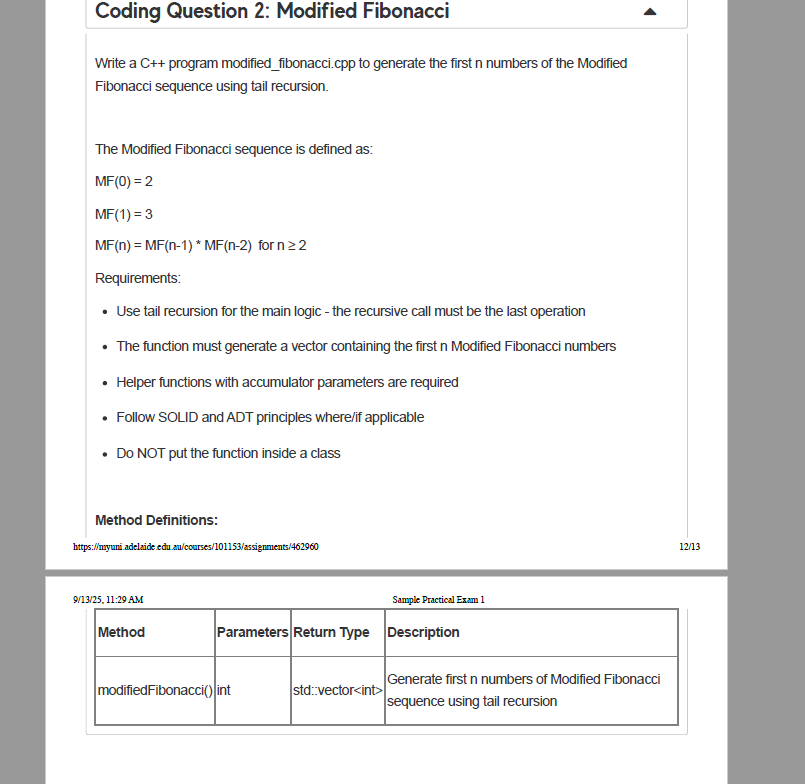 Coding Question 2: Modified Fibonacci
Write a C++ program modified_fibonacci.cpp to generate the first n numbers of the Modified
Fibonacci sequence using tail recursion.
The Modified Fibonacci sequence is defined as:
MF(0) = 2
MF(1) = 3
MF(n) = MF(n-1) * MF(n-2)  for n ≥ 2
Requirements:
• Use tail recursion for the main logic - the recursive call must be the last operation
• The function must generate a vector containing the first n Modified Fibonacci numbers
• Helper functions with accumulator parameters are required
• Follow SOLID and ADT principles where/if applicable
• Do NOT put the function inside a class
Method Definitions:
https://myuni.adelaide.edu.au/courses/101153/assignments/462960 12/13
9/13/25, 11:29 AM Sample Practical Exam 1
Method Parameters Return Type Description
modifiedFibonacci() int std::vector<int> Generate first n numbers of Modified Fibonacci
sequence using tail recursion